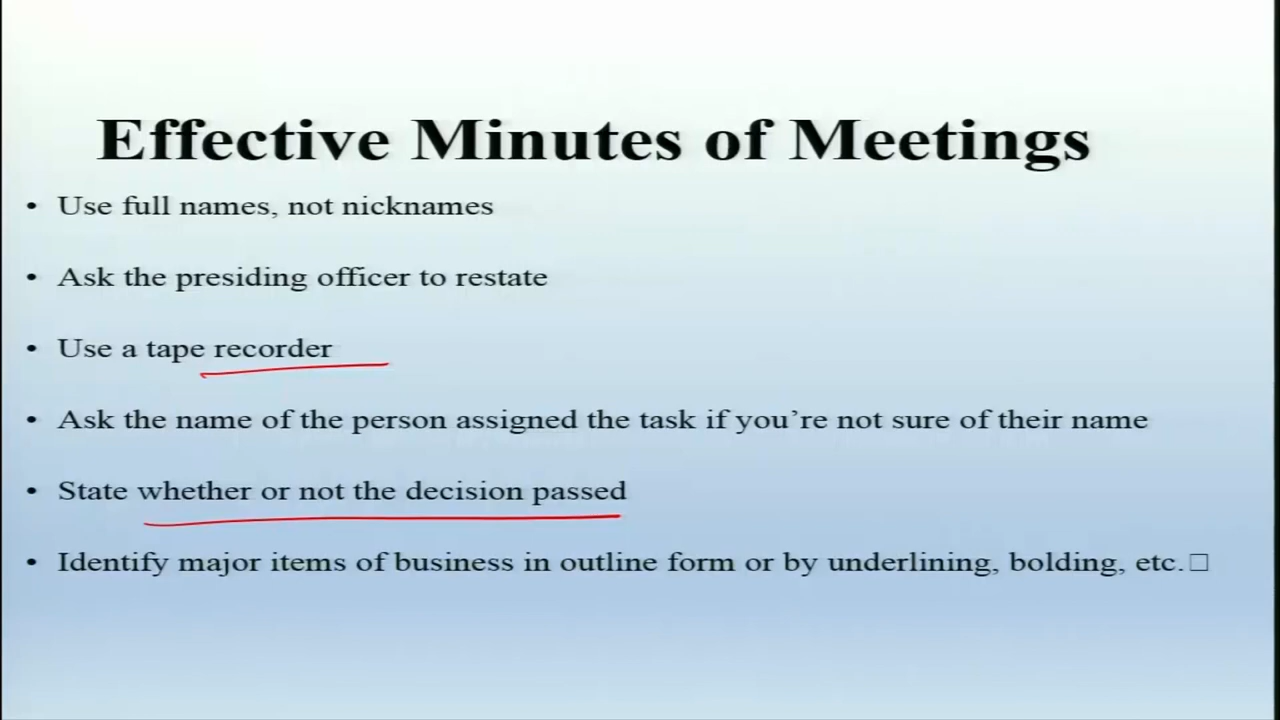 Effective Minutes of Meetings
• Use full names, not nicknames
• Ask the presiding officer to restate
• Use a tape recorder
• Ask the name of the person assigned the task if you’re not sure of their name
• State whether or not the decision passed
• Identify major items of business in outline form or by underlining, bolding, etc.□